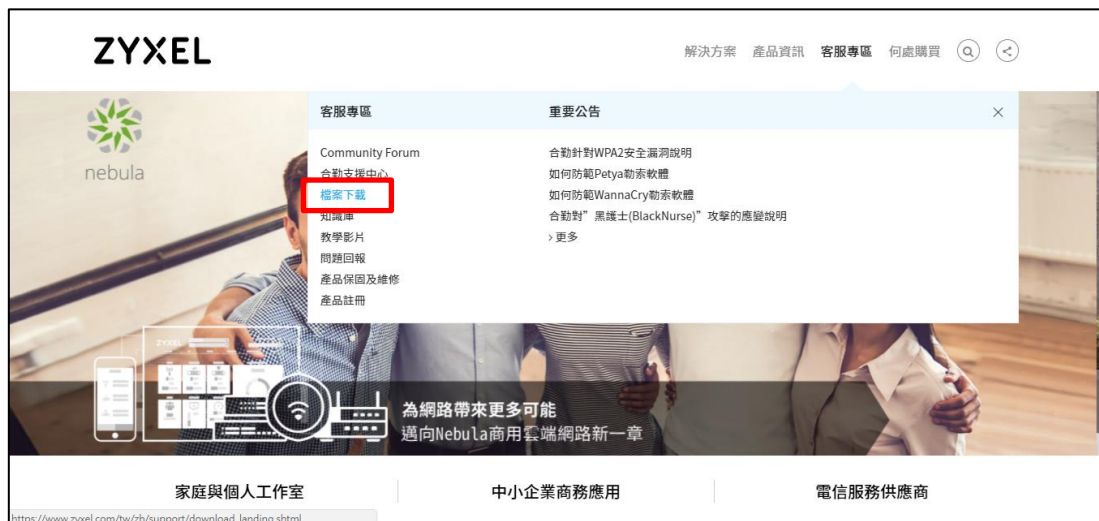 ZYXEL
解決方案 產品資訊 客服專區 何處購買
nebula
客服專區
Community Forum
合勤支援中心
檔案下載
知識庫
教學影片
問題回報
產品保固及維修
產品註冊
重要公告
合勤針對WPA2安全漏洞說明
如何防範Petya勒索軟體
如何防範WannaCry勒索軟體
合勤對”黑護士(BlackNurse)”攻擊的應變說明
›更多
ZYXEL
為網路帶來更多可能
邁向Nebula商用雲端網路新一章
家庭與個人工作室
中小企業商務應用
電信服務供應商
https://www.zyxel.com/tw/zh/support/download_landing.shtml